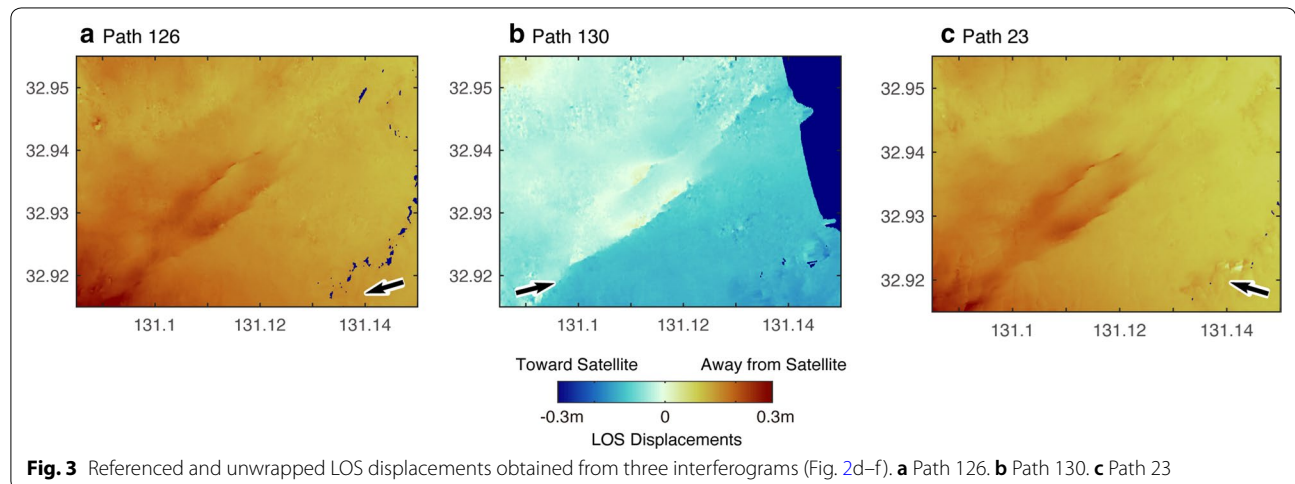 a Path 126
b Path 130
c Path 23
32.95
32.94
32.93
32.92
131.1
131.12
131.14
32.95
32.94
32.93
32.92
131.1
131.12
131.14
32.95
32.94
32.93
32.92
131.1
131.12
131.14
Toward Satellite
Away from Satellite
-0.3m
0
0.3m
LOS Displacements
Fig. 3 Referenced and unwrapped LOS displacements obtained from three interferograms (Fig. 2d–f). a Path 126. b Path 130. c Path 23